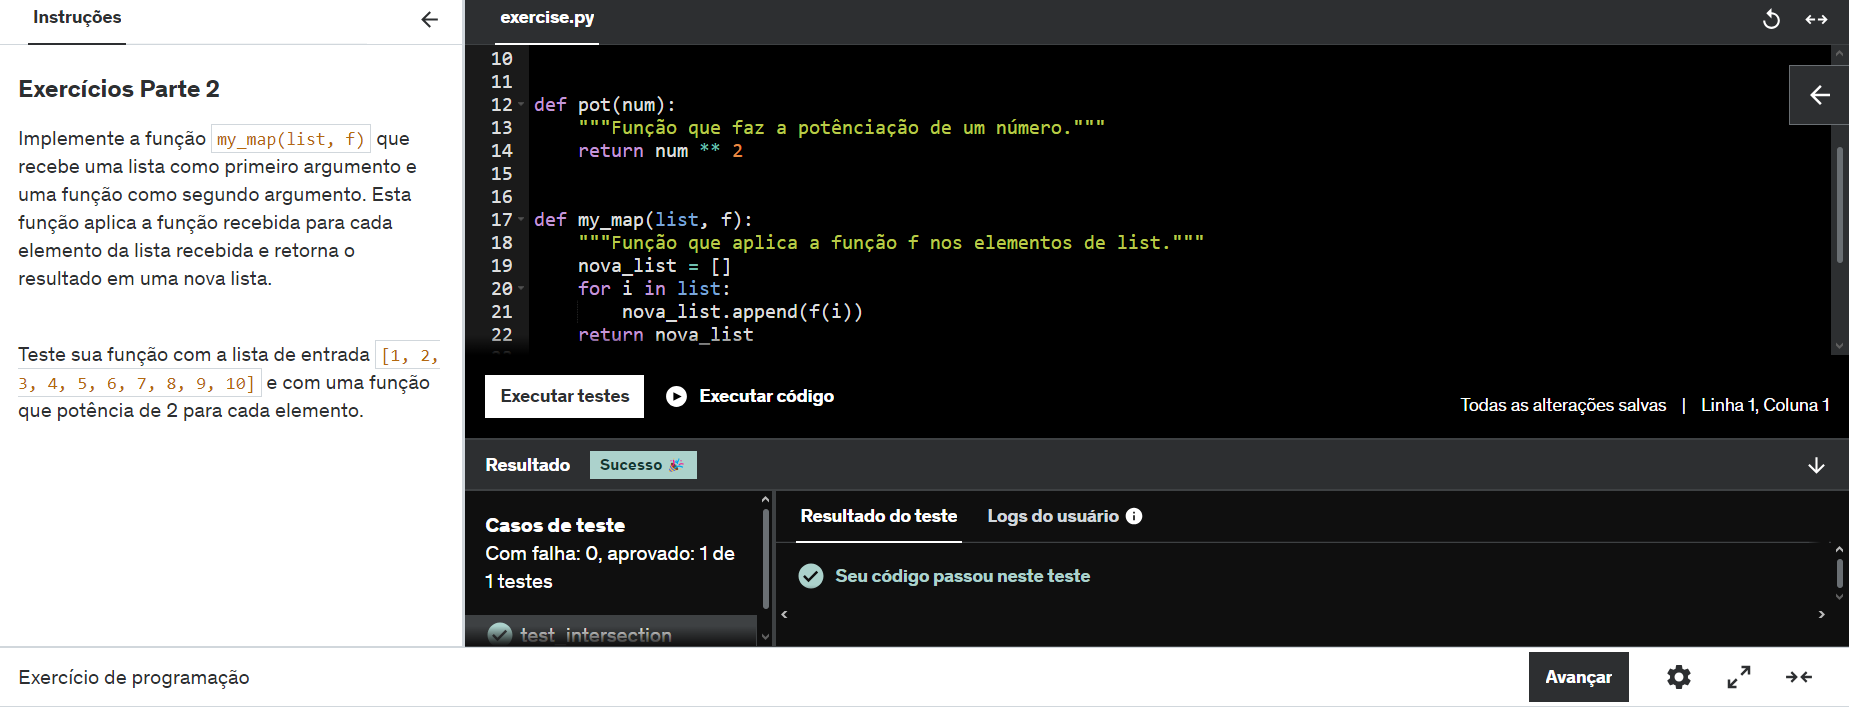 Instruções
Exercícios Parte 2
Implemente a função my_map(list, f) que
recebe uma lista como primeiro argumento e
uma função como segundo argumento. Esta
função aplica a função recebida para cada
elemento da lista recebida e retorna o
resultado em uma nova lista.
Teste sua função com a lista de entrada [1, 2,
3, 4, 5, 6, 7, 8, 9, 10] e com uma função
que potência de 2 para cada elemento.
exercise.py
10
11
12 def pot(num):
13 """Função que faz a potênciação de um número."""
14 return num ** 2
15
16
17 def my_map(list, f):
18 """Função que aplica a função f nos elementos de list."""
19 nova_list = []
20 for i in list:
21 nova_list.append(f(i))
22 return nova_list
Executar testes
Executar código
Todas as alterações salvas | Linha 1, Coluna 1
Resultado
Sucesso 🎉
Casos de teste
Com falha: 0, aprovado: 1 de
1 testes
test_intersection
Resultado do teste
Logs do usuário
Seu código passou neste teste
Exercício de programação
Avançar